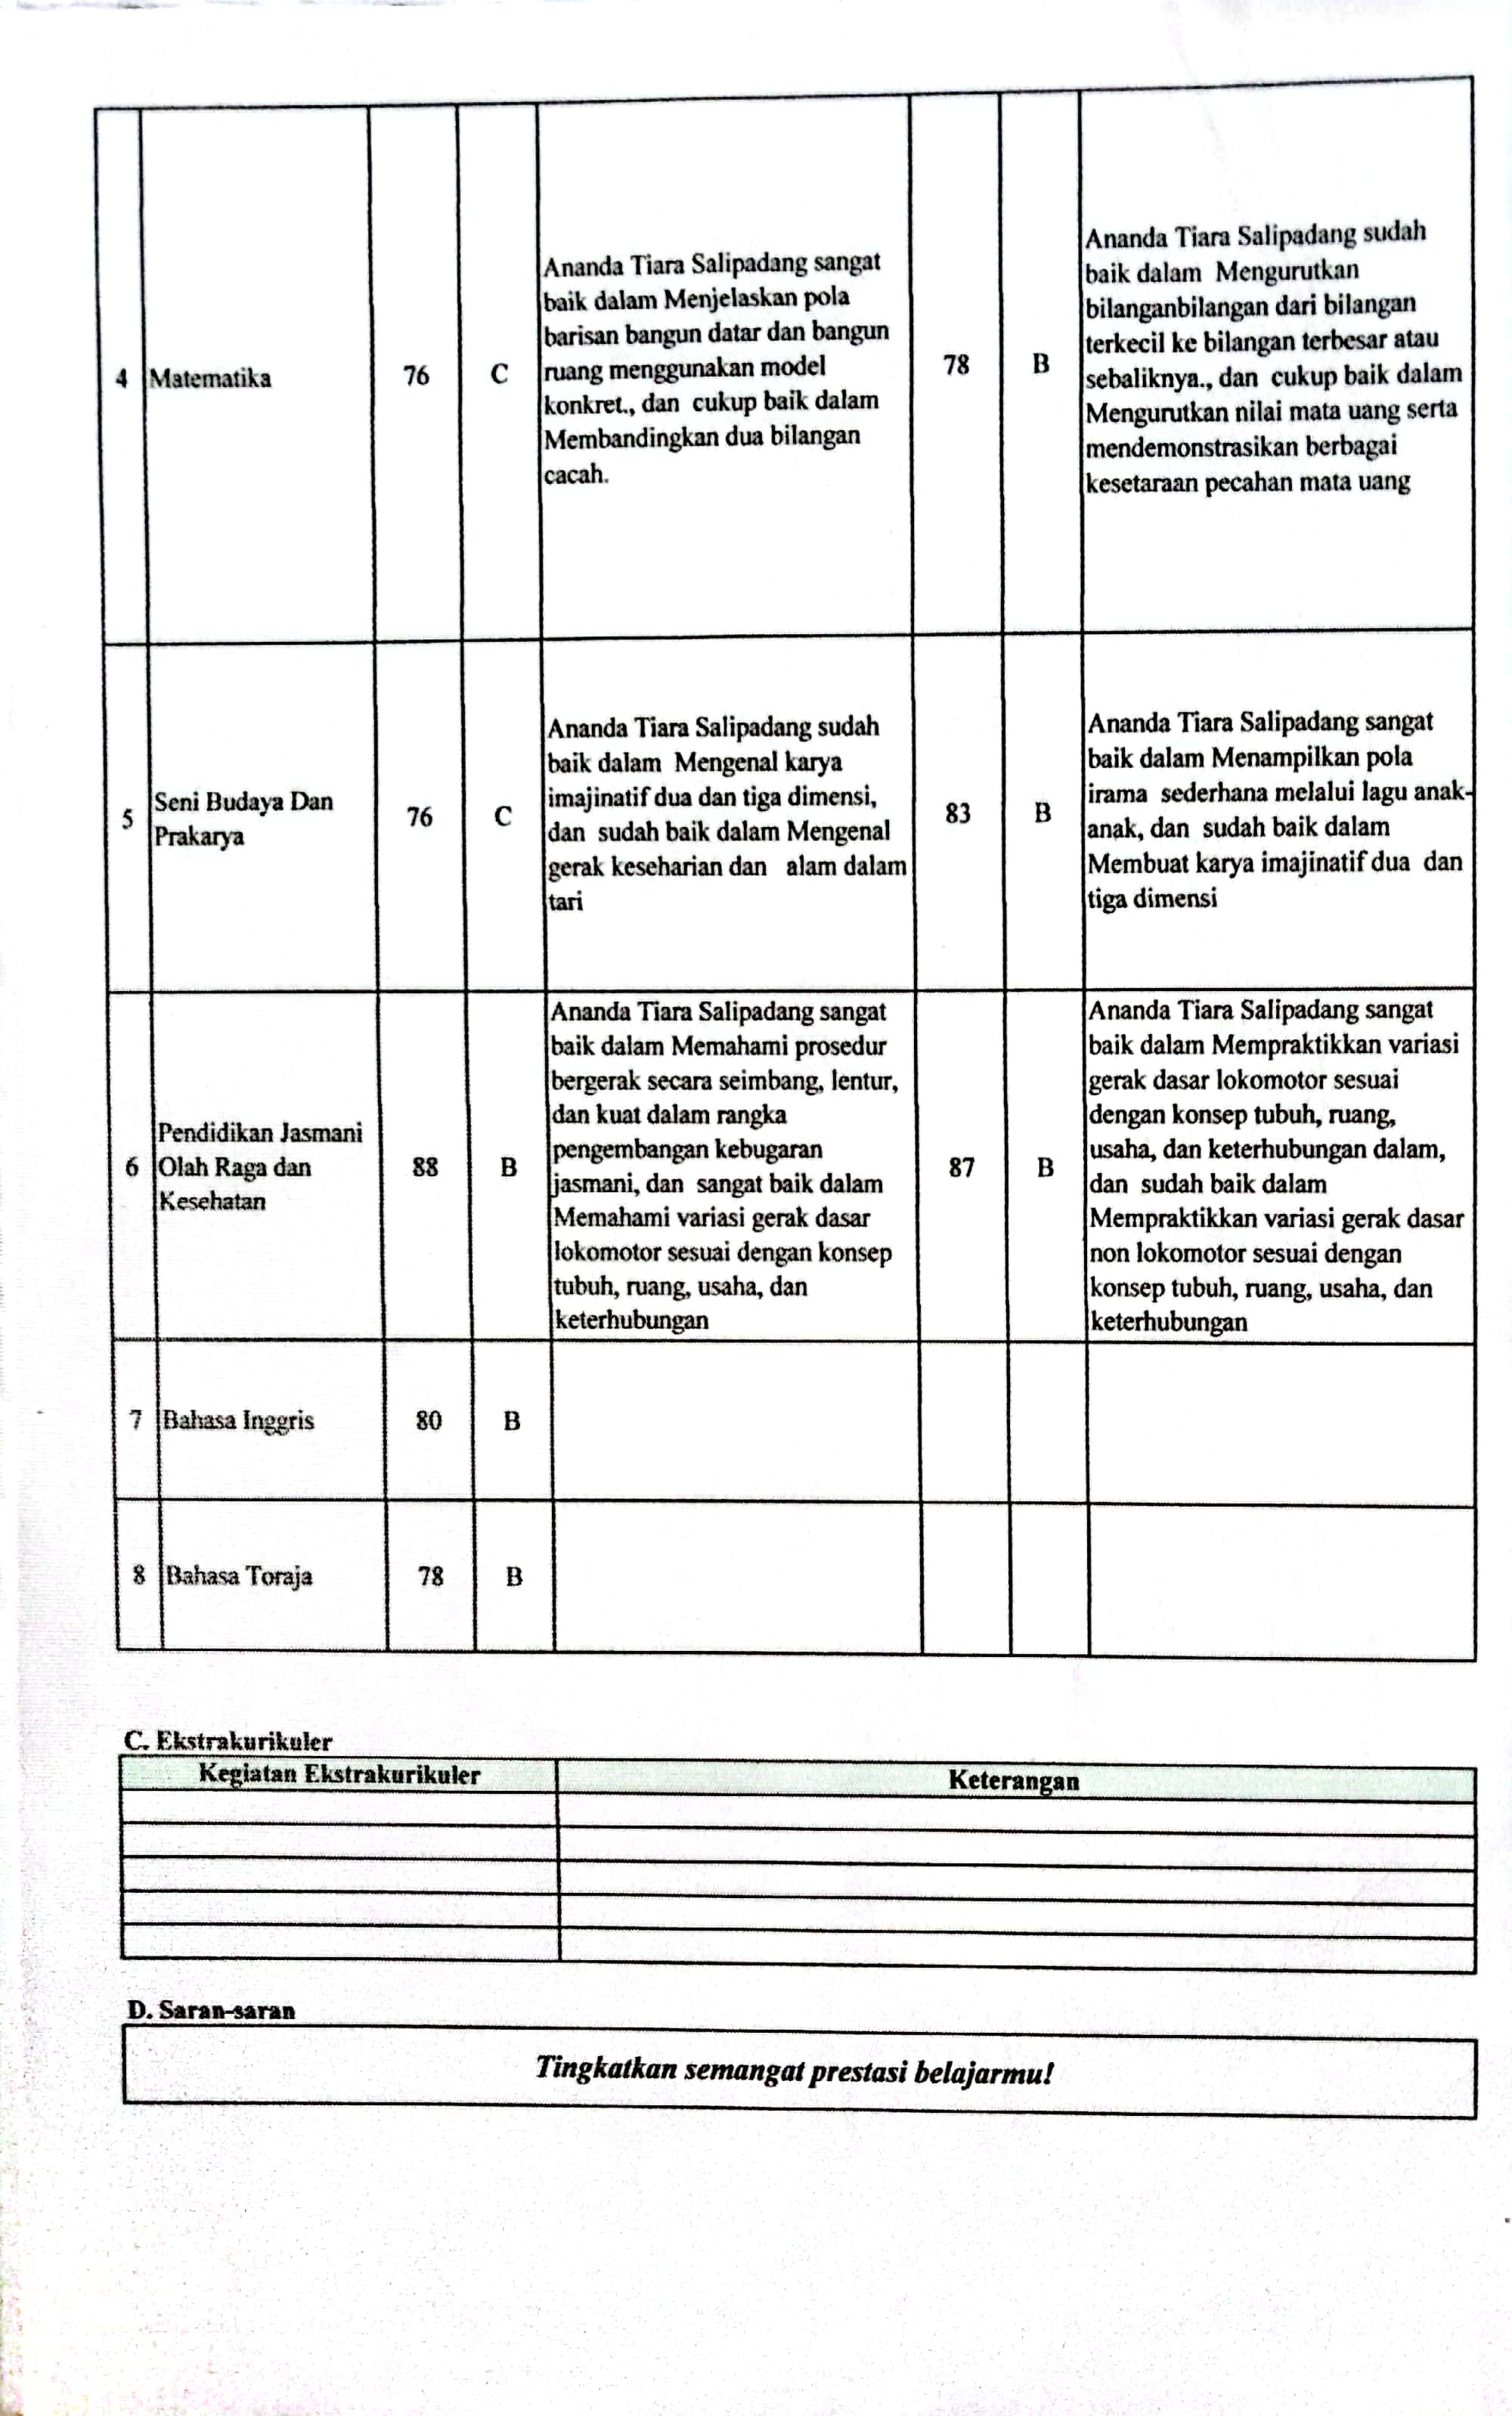 4
Matematika
76
C
Ananda Tiara Salipadang sangat
baik dalam Menjelaskan pola
barisan bangun datar dan bangun
ruang menggunakan model
konkret., dan cukup baik dalam
Membandingkan dua bilangan
cacah.
78
B
Ananda Tiara Salipadang sudah
baik dalam Mengurutkan
bilanganbilangan dari bilangan
terkecil ke bilangan terbesar atau
sebaliknya., dan cukup baik dalam
Mengurutkan nilai mata uang serta
mendemonstrasikan berbagai
kesetaraan pecahan mata uang
5
Seni Budaya Dan
Prakarya
76
C
Ananda Tiara Salipadang sudah
baik dalam Mengenal karya
imajinatif dua dan tiga dimensi,
dan sudah baik dalam Mengenal
gerak keseharian dan alam dalam
tari
83
B
Ananda Tiara Salipadang sangat
baik dalam Menampilkan pola
irama sederhana melalui lagu anak-
anak, dan sudah baik dalam
Membuat karya imajinatif dua dan
tiga dimensi
6
Pendidikan Jasmani
Olah Raga dan
Kesehatan
88
B
Ananda Tiara Salipadang sangat
baik dalam Memahami prosedur
bergerak secara seimbang, lentur,
dan kuat dalam rangka
pengembangan kebugaran
jasmani, dan sangat baik dalam
Memahami variasi gerak dasar
lokomotor sesuai dengan konsep
tubuh, ruang, usaha, dan
keterhubungan
87
B
Ananda Tiara Salipadang sangat
baik dalam Mempraktikkan variasi
gerak dasar lokomotor sesuai
dengan konsep tubuh, ruang,
usaha, dan keterhubungan dalam,
dan sudah baik dalam
Mempraktikkan variasi gerak dasar
non lokomotor sesuai dengan
konsep tubuh, ruang, usaha, dan
keterhubungan
7
Bahasa Inggris
80
B
8
Bahasa Toraja
78
B
C. Ekstrakurikuler
Kegiatan Ekstrakurikuler
Keterangan
D. Saran-saran
Tingkatkan semangat prestasi belajarmu!